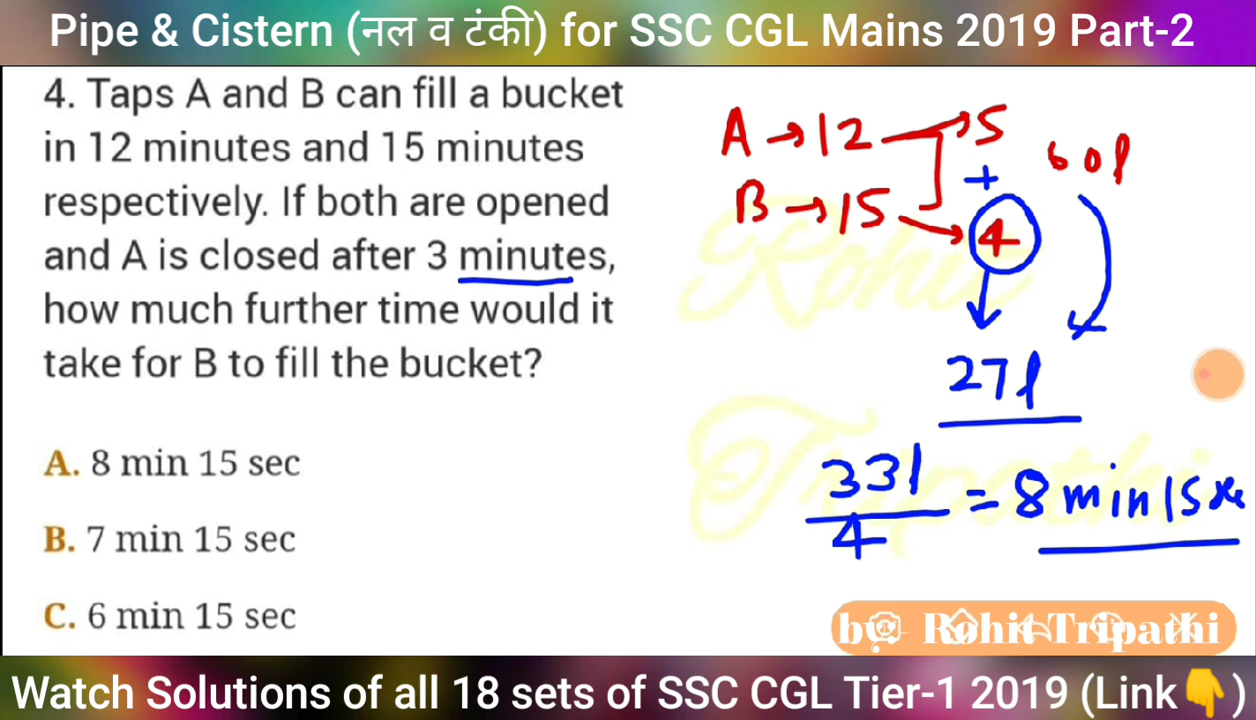 Pipe & Cistern (नल व टंकी) for SSC CGL Mains 2019 Part-2
4. Taps A and B can fill a bucket
in 12 minutes and 15 minutes
respectively. If both are opened
and A is closed after 3 minutes,
how much further time would it
take for B to fill the bucket?
A. 8 min 15 sec
B. 7 min 15 sec
C. 6 min 15 sec
A → 12 → 5
+
60l
B → 15 → 4
27l
33l
4
= 8 min 15 sec
Rohit
Tripathi
by: Rohit Tripathi
Watch Solutions of all 18 sets of SSC CGL Tier-1 2019 (Link👇)